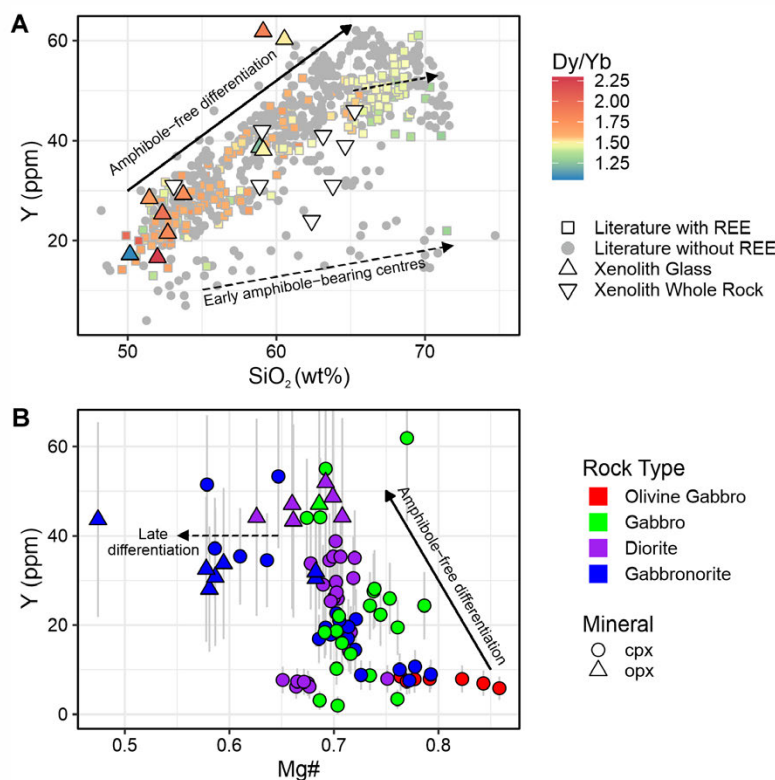 A
Y (ppm)
60
40
20
50
60
70
SiO₂ (wt%)
Amphibole−free differentiation
Early amphibole−bearing centres
Dy/Yb
2.25
2.00
1.75
1.50
1.25
Literature with REE
Literature without REE
Xenolith Glass
Xenolith Whole Rock
B
Y (ppm)
60
40
20
0
0.5
0.6
0.7
0.8
Mg#
Late
differentiation
Amphibole−free differentiation
Rock Type
Olivine Gabbro
Gabbro
Diorite
Gabbronorite
Mineral
cpx
opx